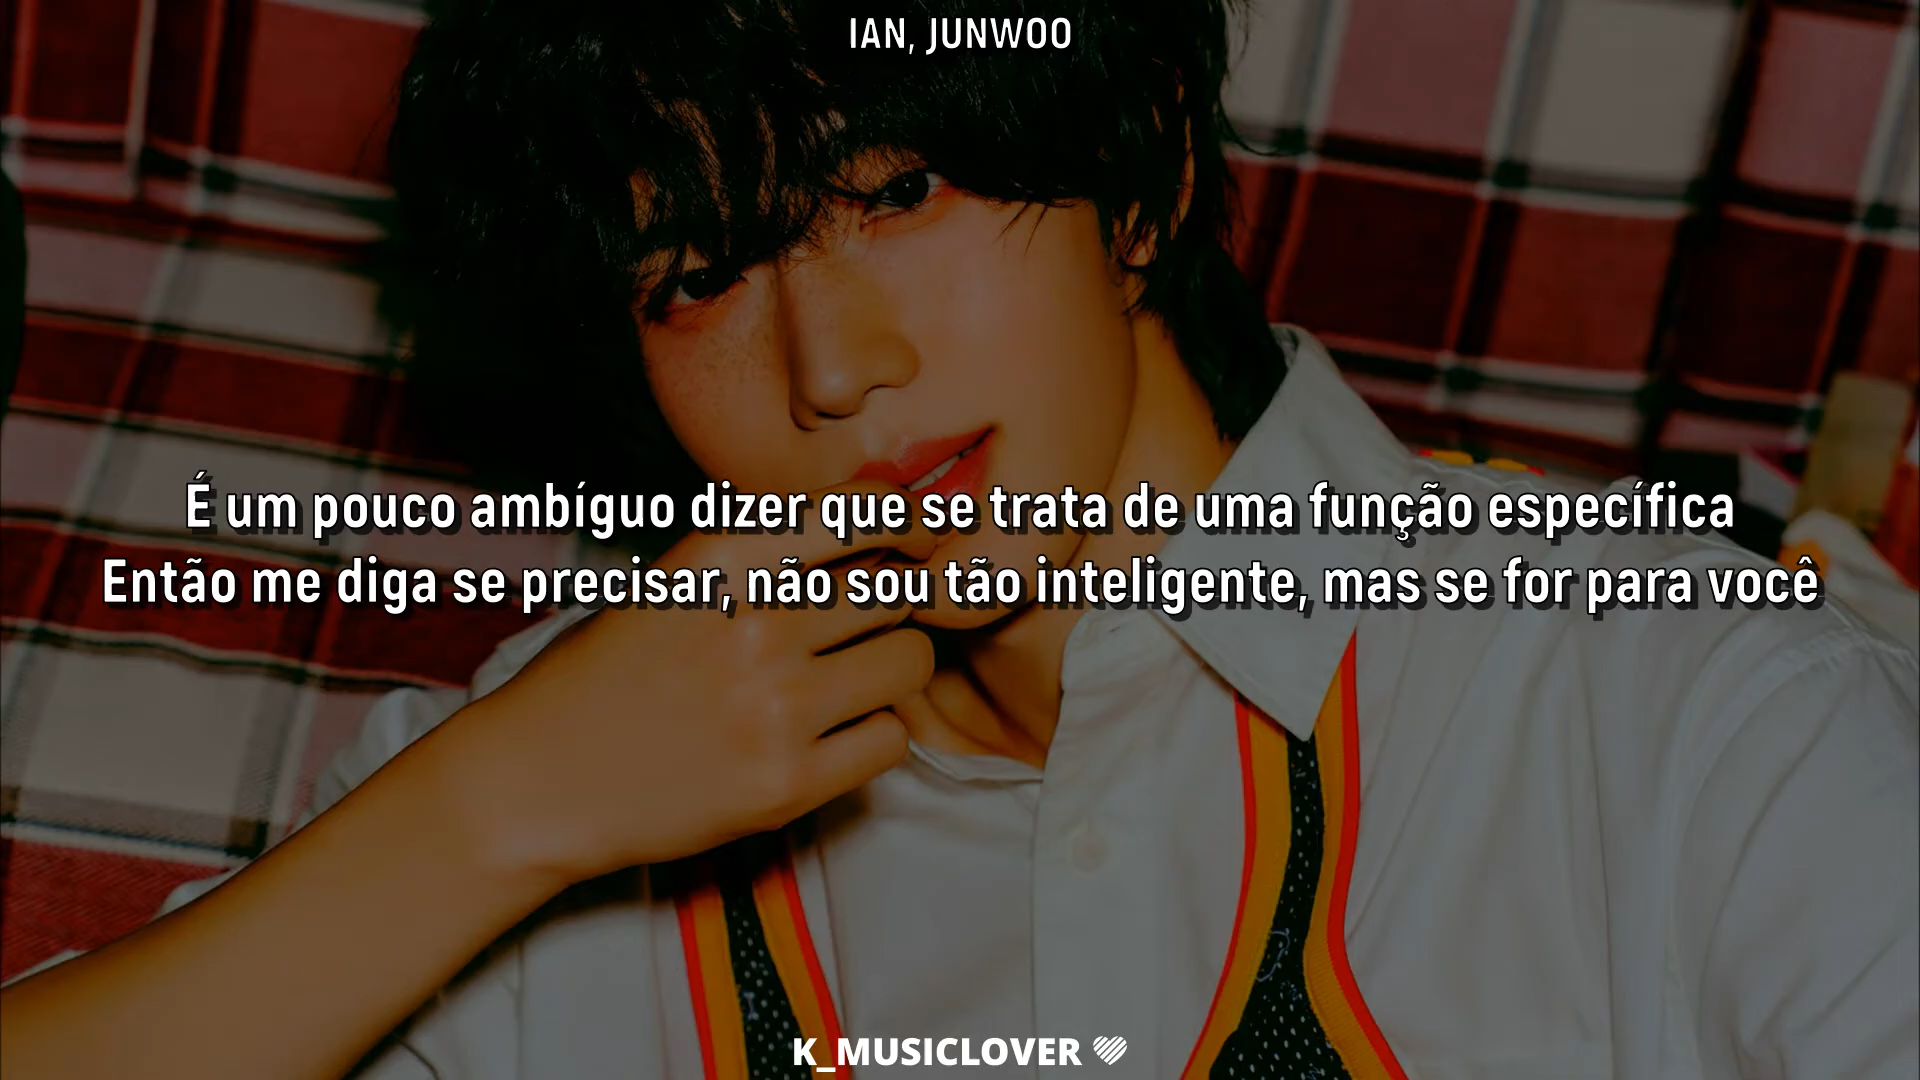 IAN, JUNWOO
É um pouco ambíguo dizer que se trata de uma função específica
Então me diga se precisar, não sou tão inteligente, mas se for para você
K_MUSICLOVER